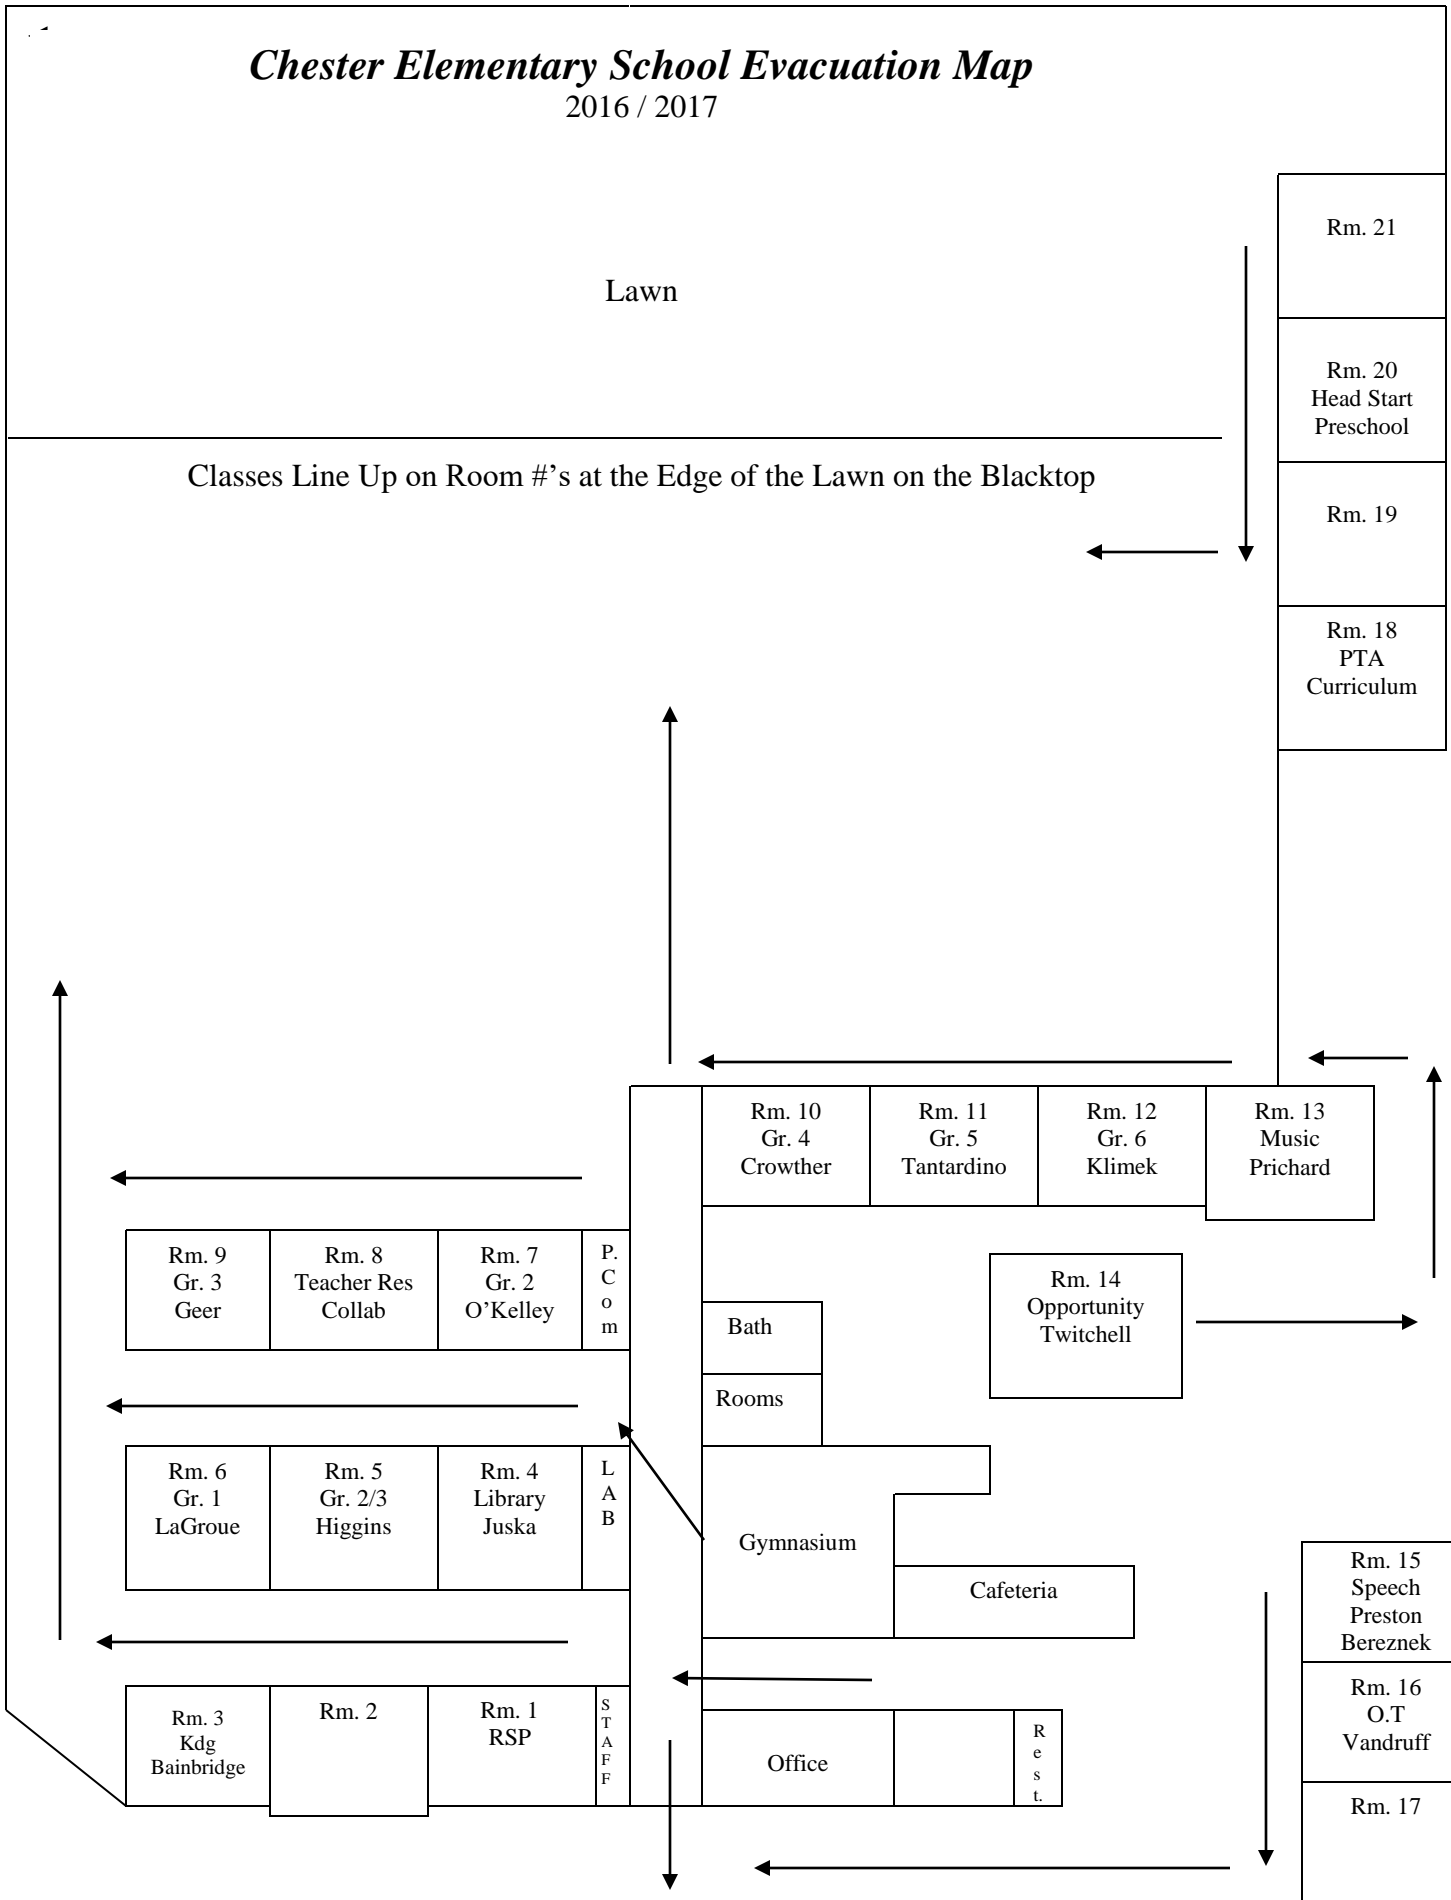 Chester Elementary School Evacuation Map
2016 / 2017
Rm. 21
Lawn
Rm. 20
Head Start
Preschool
Classes Line Up on Room #’s at the Edge of the Lawn on the Blacktop
Rm. 19
Rm. 18
PTA
Curriculum
Rm. 10
Gr. 4
Crowther
Rm. 11
Gr. 5
Tantardino
Rm. 12
Gr. 6
Klimek
Rm. 13
Music
Prichard
Rm. 9
Gr. 3
Geer
Rm. 8
Teacher Res
Collab
Rm. 7
Gr. 2
O’Kelley
P.
C
o
m
Bath
Rooms
Rm. 14
Opportunity
Twitchell
Rm. 6
Gr. 1
LaGroue
Rm. 5
Gr. 2/3
Higgins
Rm. 4
Library
Juska
L
A
B
Gymnasium
Cafeteria
Rm. 15
Speech
Preston
Bereznek
Rm. 16
O.T
Vandruff
Rm. 17
Rm. 3
Kdg
Bainbridge
Rm. 2
Rm. 1
RSP
S
T
A
F
F
Office
R
e
s
t.